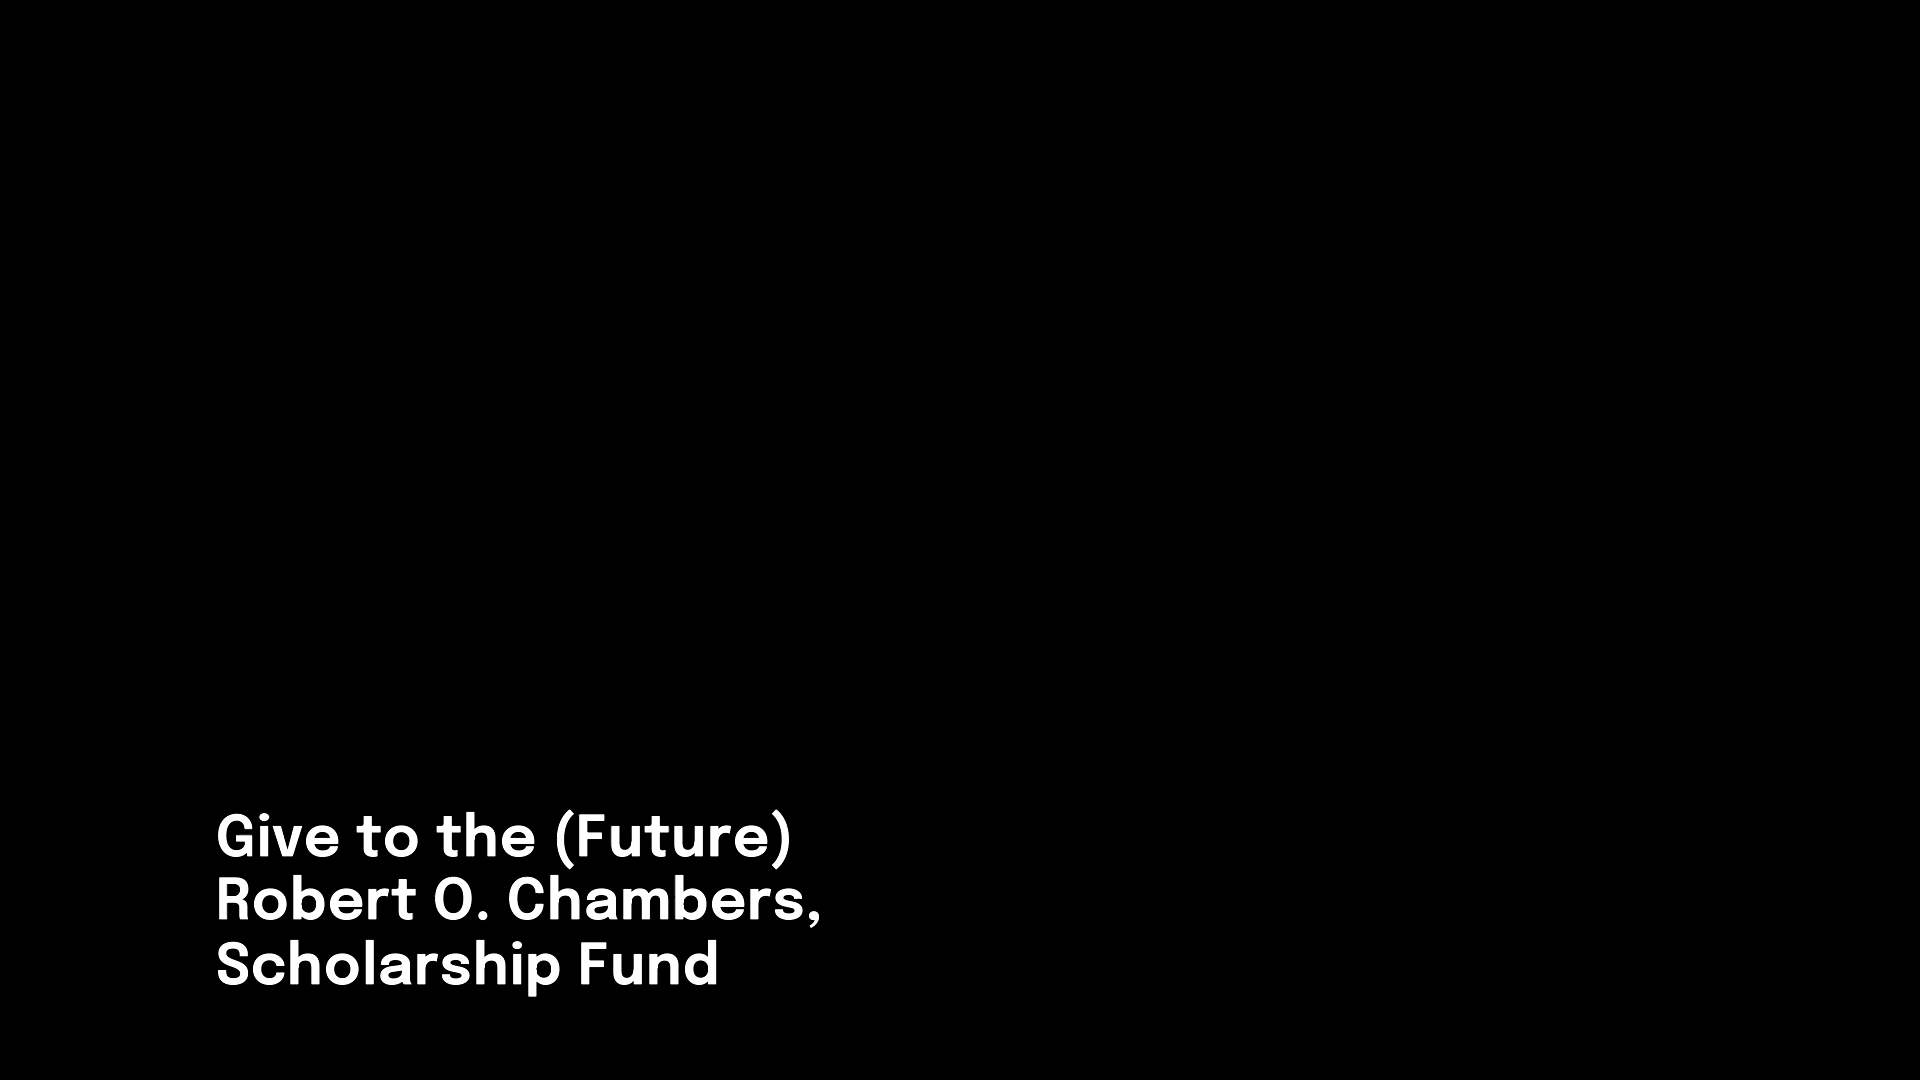 Give to the (Future)
Robert O. Chambers,
Scholarship Fund